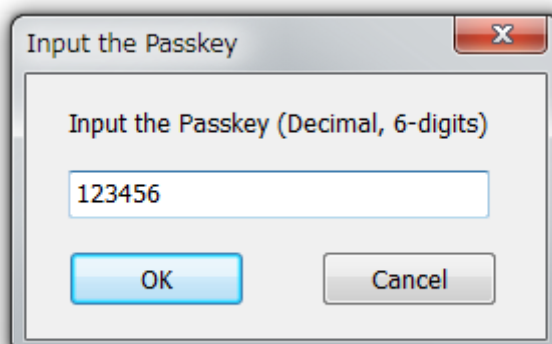 Input the Passkey
Input the Passkey (Decimal, 6-digits)
123456
OK
Cancel